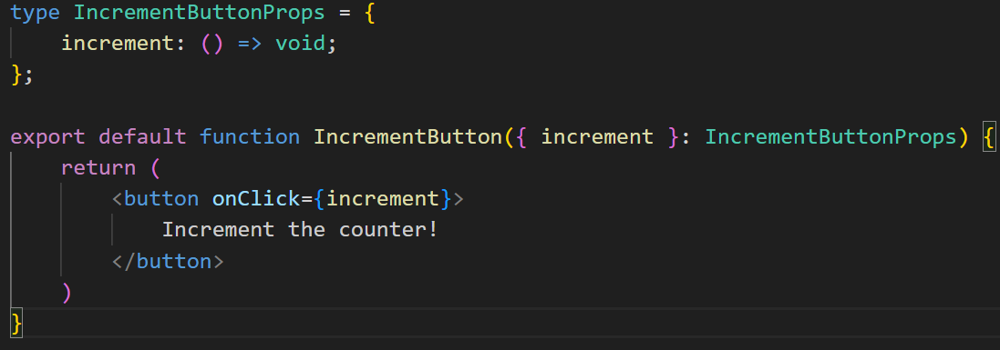 type IncrementButtonProps = {
    increment: () => void;
};

export default function IncrementButton({ increment }: IncrementButtonProps) {
    return (
        <button onClick={increment}>
            Increment the counter!
        </button>
    )
}